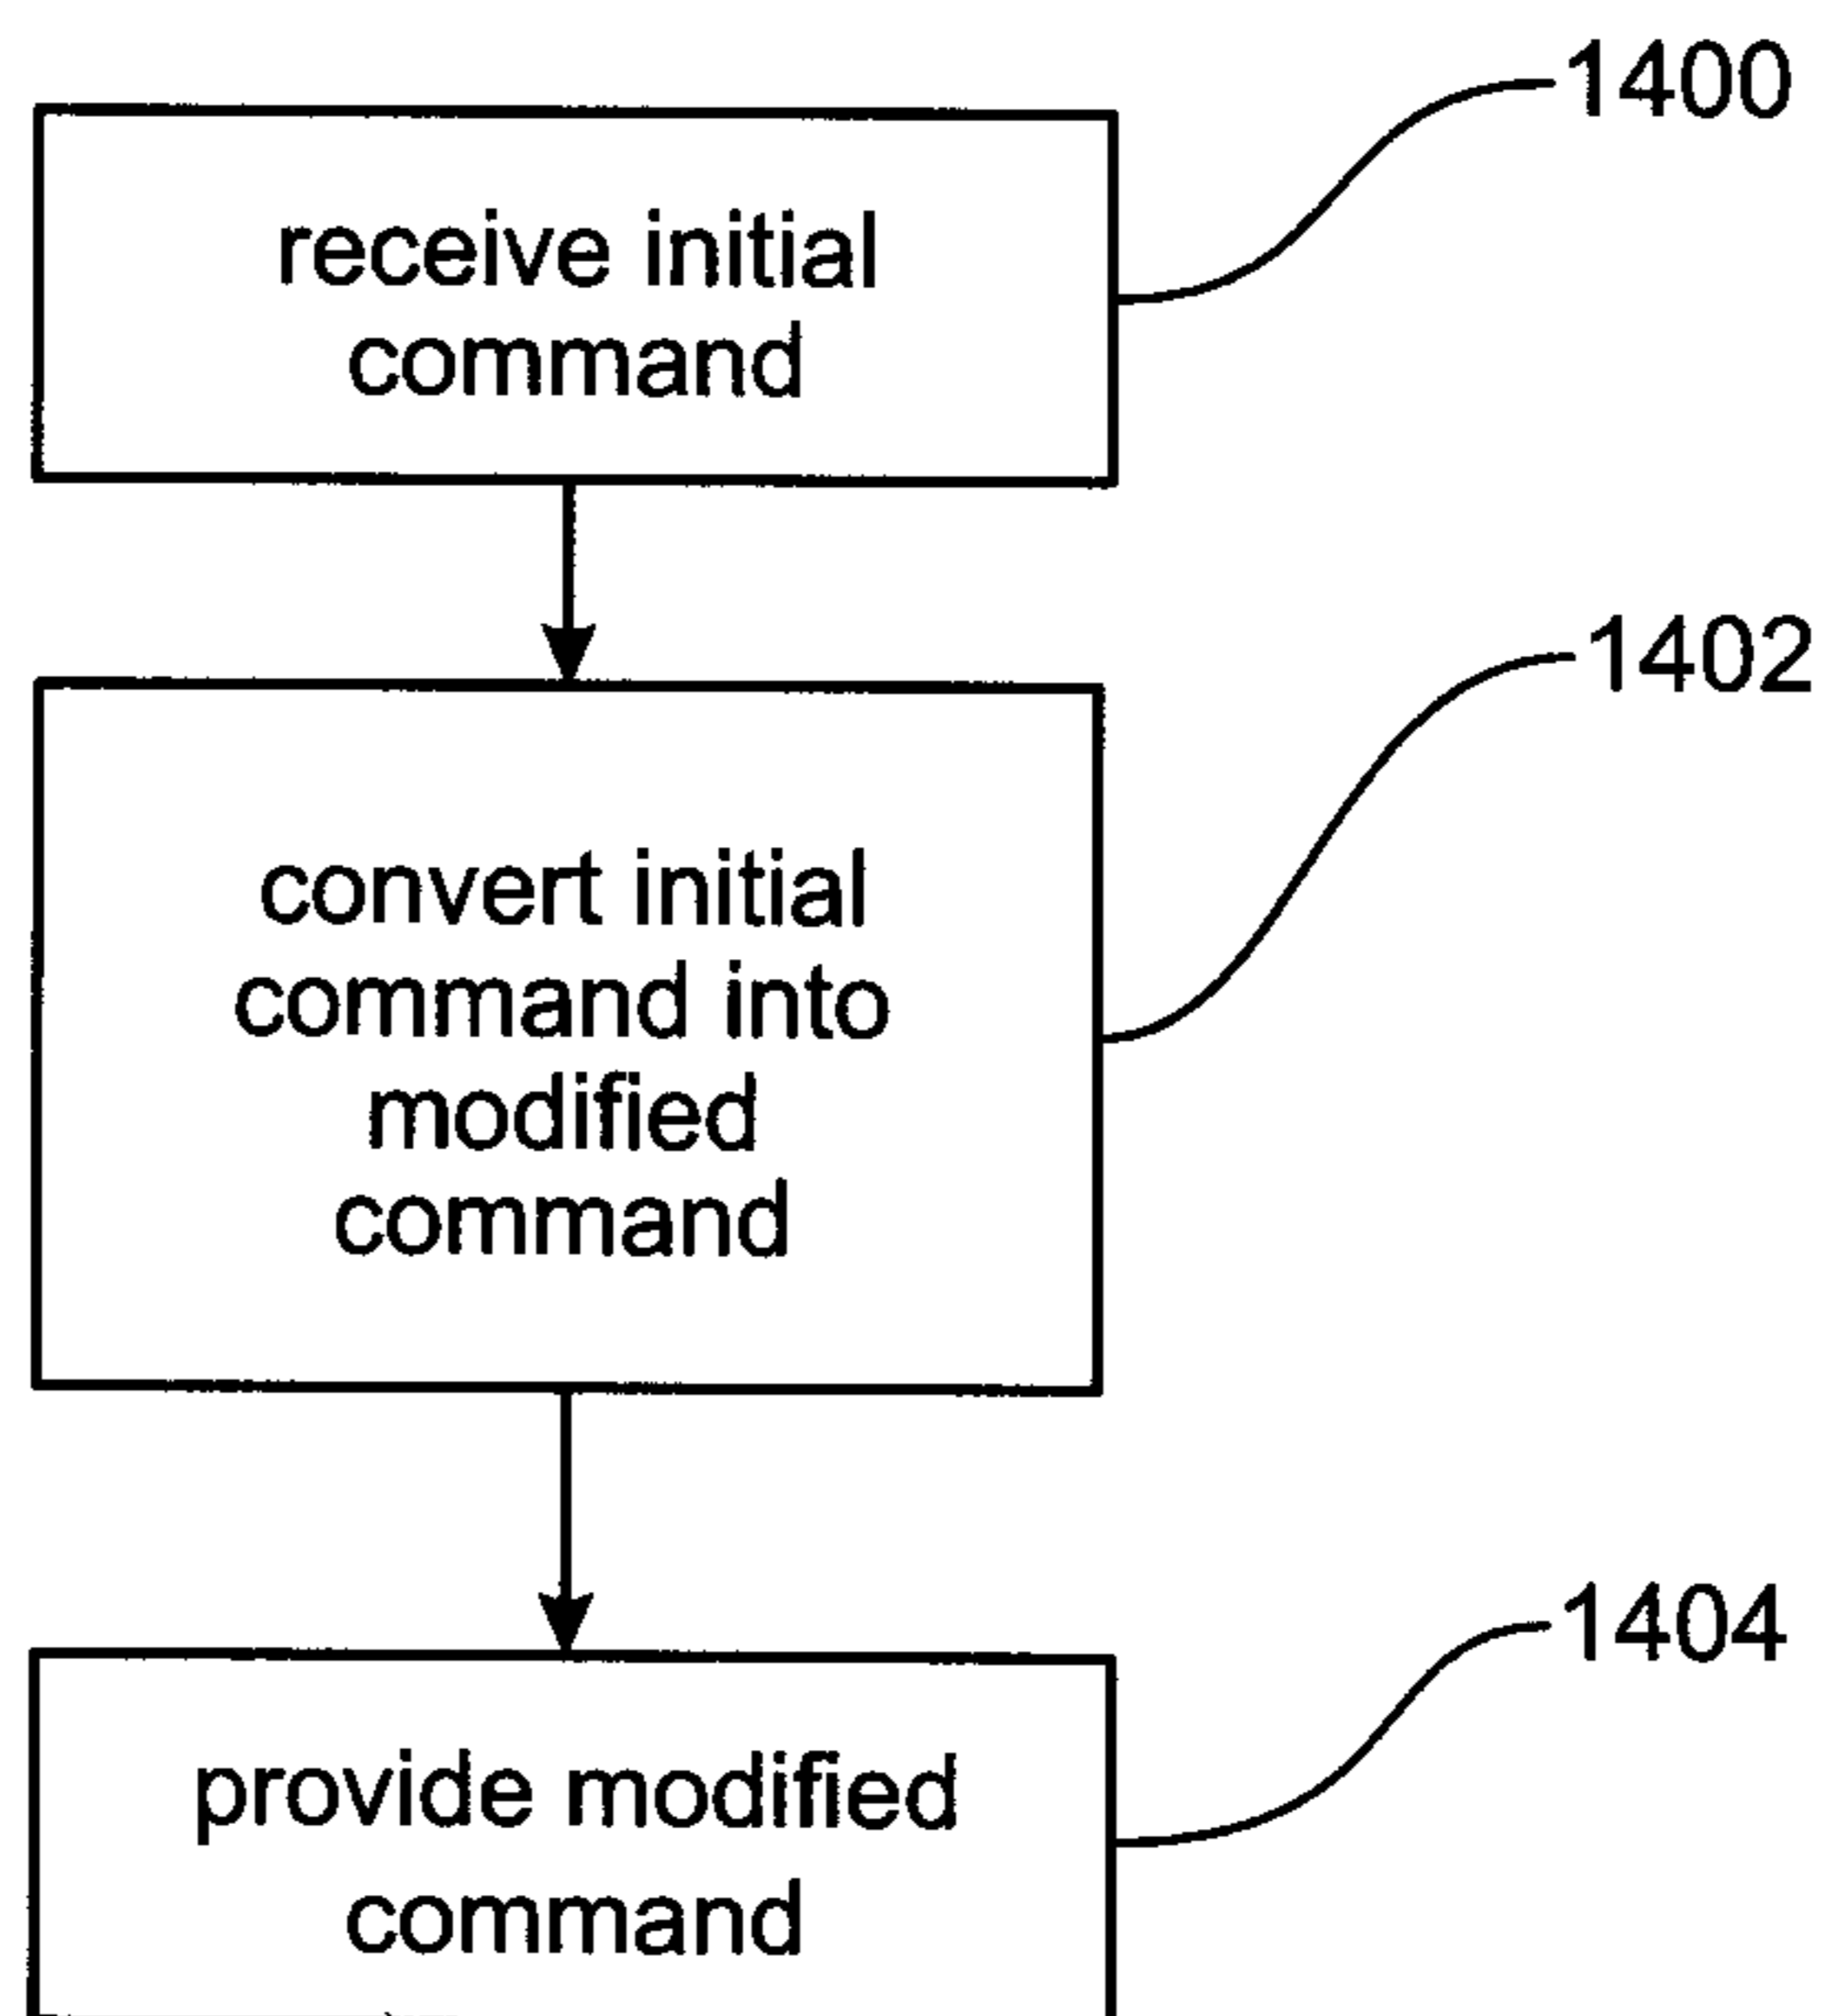 1400
receive initial
command
1402
convert initial
command into
modified
command
1404
provide modified
command